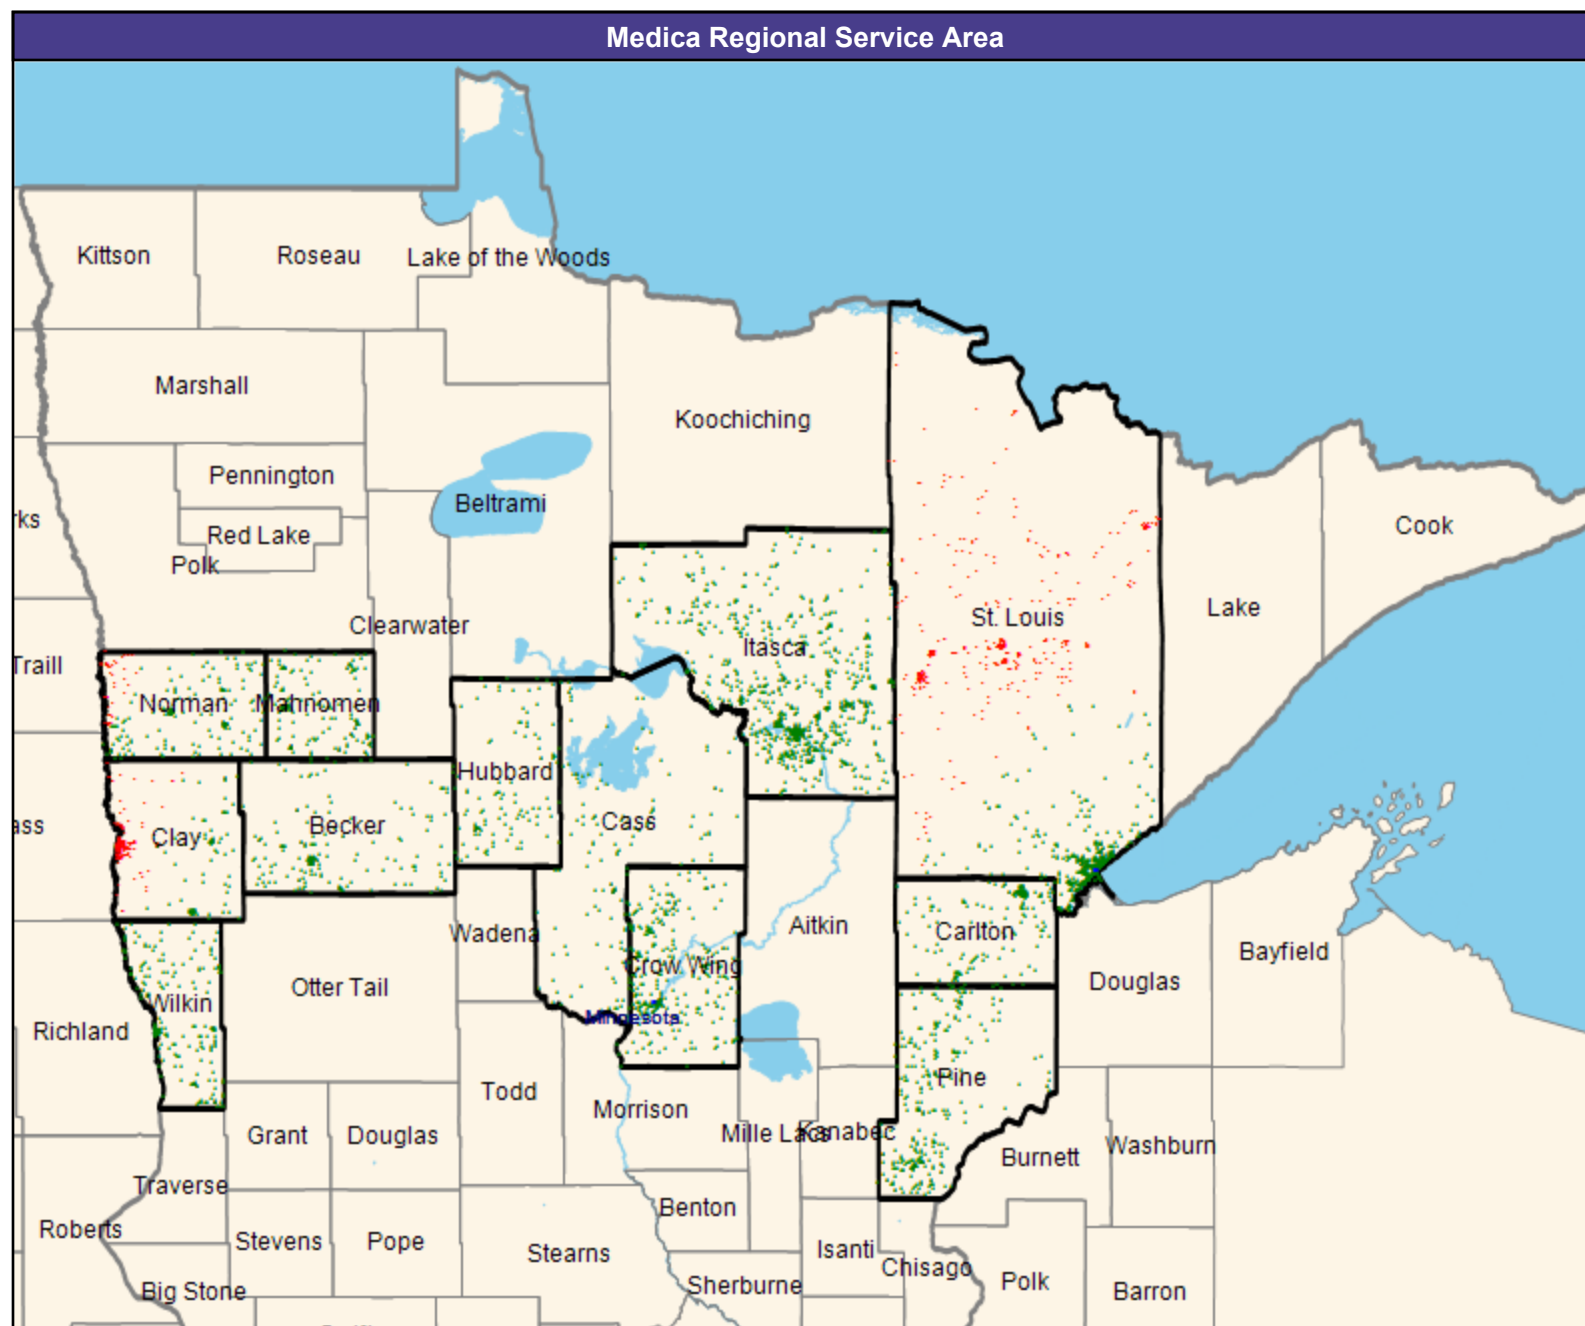 Medica Regional Service Area
Kittson
Roseau
Lake of the Woods
Marshall
Koochiching
Pennington
Beltrami
rks
Red Lake
Cook
Polk
Lake
St. Louis
Clearwater
Itasca
Traill
Norman
Mahnomen
Hubbard
Cass
Becker
ass
Clay
Aitkin
Carlton
Wadena
Bayfield
Crow Wing
Douglas
Otter Tail
Wilkin
Minnesota
Richland
Pine
Todd
Morrison
Grant
Douglas
Mille Lacs
Kanabec
Washburn
Burnett
Traverse
Benton
Roberts
Stevens
Pope
Stearns
Isanti
Chisago
Polk
Sherburne
Big Stone
Barron